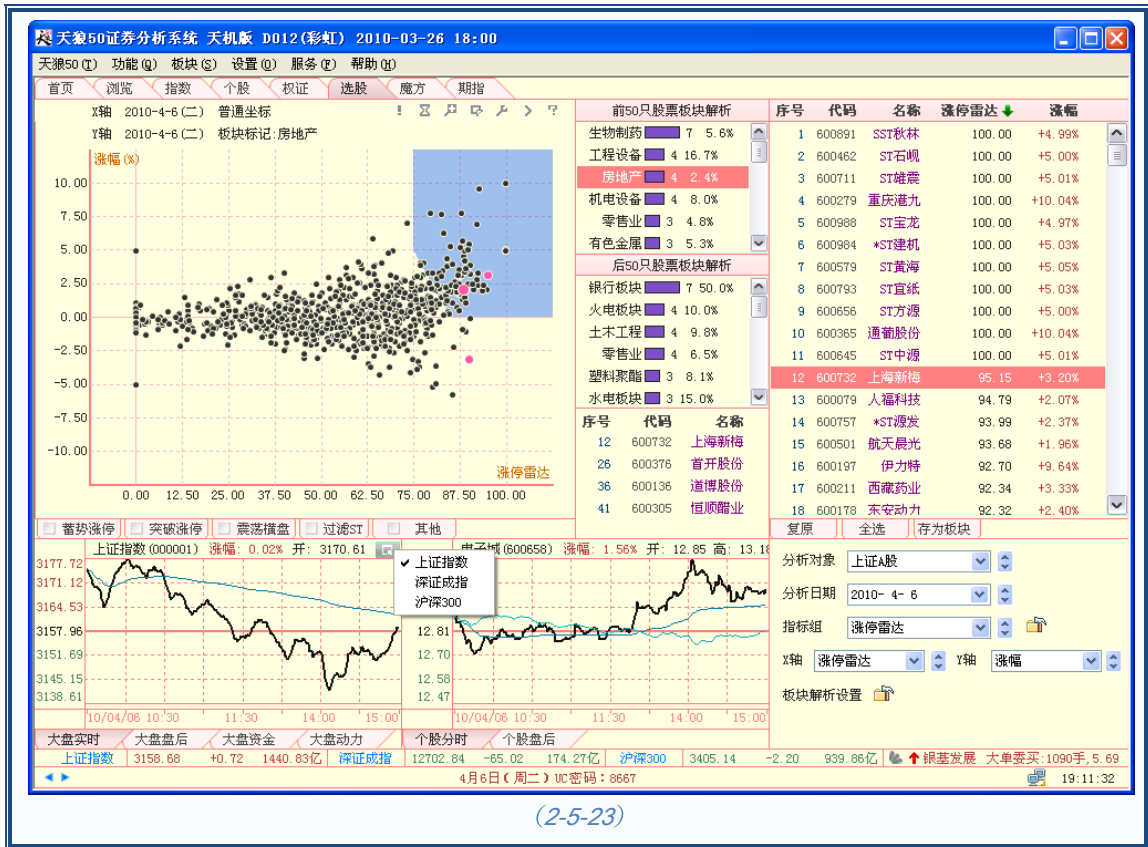 天狼50证券分析系统 天机版 D012(彩虹) 2010-03-26 18:00
天狼50(T) 功能(Q) 板块(S) 设置(O) 服务(F) 帮助(H)
首页 浏览 指数 个股 权证 选股 魔方 期指
X轴 2010-4-6(二) 普通坐标
Y轴 2010-4-6(二) 板块标记:房地产
涨幅(%)
10.00
7.50
5.00
2.50
0.00
-2.50
-5.00
-7.50
-10.00
涨停雷达
0.00 12.50 25.00 37.50 50.00 62.50 75.00 87.50 100.00
前50只股票板块解析
生物制药 7 5.6%
工程设备 4 16.7%
房地产 4 2.4%
机电设备 4 8.0%
零售业 3 4.8%
有色金属 3 5.3%
后50只股票板块解析
银行板块 7 50.0%
火电板块 4 10.0%
土木工程 4 9.8%
零售业 4 6.5%
塑料聚酯 3 8.1%
水电板块 3 15.0%
序号 代码 名称
12 600732 上海新梅
26 600376 首开股份
36 600136 道博股份
41 600305 恒顺醋业
序号 代码 名称 涨停雷达 涨幅
1 600891 SST秋林 100.00 +4.99%
2 600462 ST石岘 100.00 +5.00%
3 600711 ST雄震 100.00 +5.01%
4 600279 重庆港九 100.00 +10.04%
5 600988 ST宝龙 100.00 +4.97%
6 600984 *ST建机 100.00 +5.03%
7 600579 ST黄海 100.00 +5.05%
8 600793 ST宜纸 100.00 +5.03%
9 600656 ST方源 100.00 +5.00%
10 600365 通葡股份 100.00 +10.04%
11 600645 ST中源 100.00 +5.01%
12 600732 上海新梅 95.15 +3.20%
13 600079 人福科技 94.79 +2.07%
14 600757 *ST源发 93.99 +2.37%
15 600501 航天晨光 93.68 +1.96%
16 600197 伊力特 92.70 +9.64%
17 600211 西藏药业 92.34 +3.33%
18 600178 东安动力 92.32 +2.40%
蓄势涨停 突破涨停 震荡横盘 过滤ST 其他
复原 全选 存为板块
上证指数(000001) 涨幅: 0.02% 开: 3170.61
3177.72
3171.12
3164.53
3157.96
3151.69
3145.15
3138.61
10/04/06 10:30 11:30 14:00 15:00
上证指数
深证成指
沪深300
电子城(600658) 涨幅: 1.56% 开: 12.85 高: 13.18
12.81
12.70
12.58
12.47
10/04/06 10:30 11:30 14:00 15:00
分析对象 上证A股
分析日期 2010- 4- 6
指标组 涨停雷达
X轴 涨停雷达 Y轴 涨幅
板块解析设置
大盘实时 大盘盘后 大盘资金 大盘动力 个股分时 个股盘后
上证指数 3158.68 +0.72 1440.83亿 深证成指 12702.84 -65.02 174.27亿 沪深300 3405.14 -2.20 939.86亿 银基发展 大单委买:1090手,5.69
4月6日(周二)UC密码:8667 19:11:32
(2-5-23)